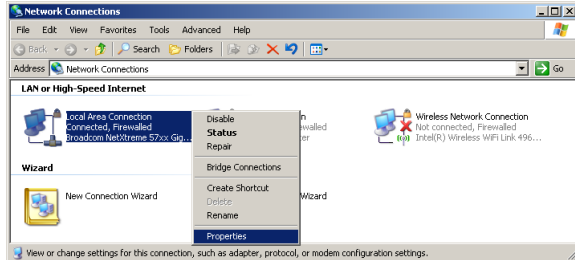 Network Connections
File Edit View Favorites Tools Advanced Help
Back Search Folders
Address Network Connections Go
LAN or High-Speed Internet
Local Area Connection
Connected, Firewalled
Broadcom NetXtreme 57xx Gig...
Disable
Status
Repair
Bridge Connections
Create Shortcut
Delete
Rename
Properties
Wireless Network Connection
Not connected, Firewalled
Intel(R) Wireless WiFi Link 496...
Wizard
New Connection Wizard
Wizard
View or change settings for this connection, such as adapter, protocol, or modem configuration settings.